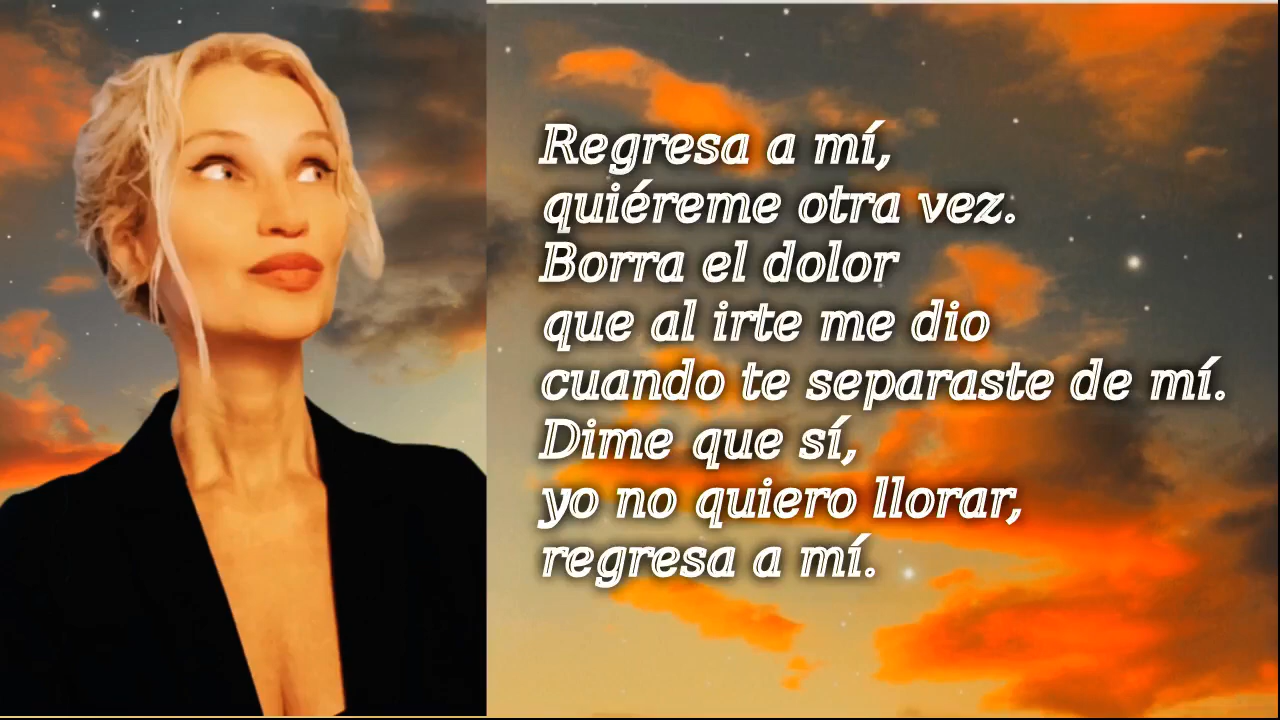 Regresa a mí,
quiéreme otra vez.
Borra el dolor
que al irte me dio
cuando te separaste de mí.
Dime que sí,
yo no quiero llorar,
regresa a mí.